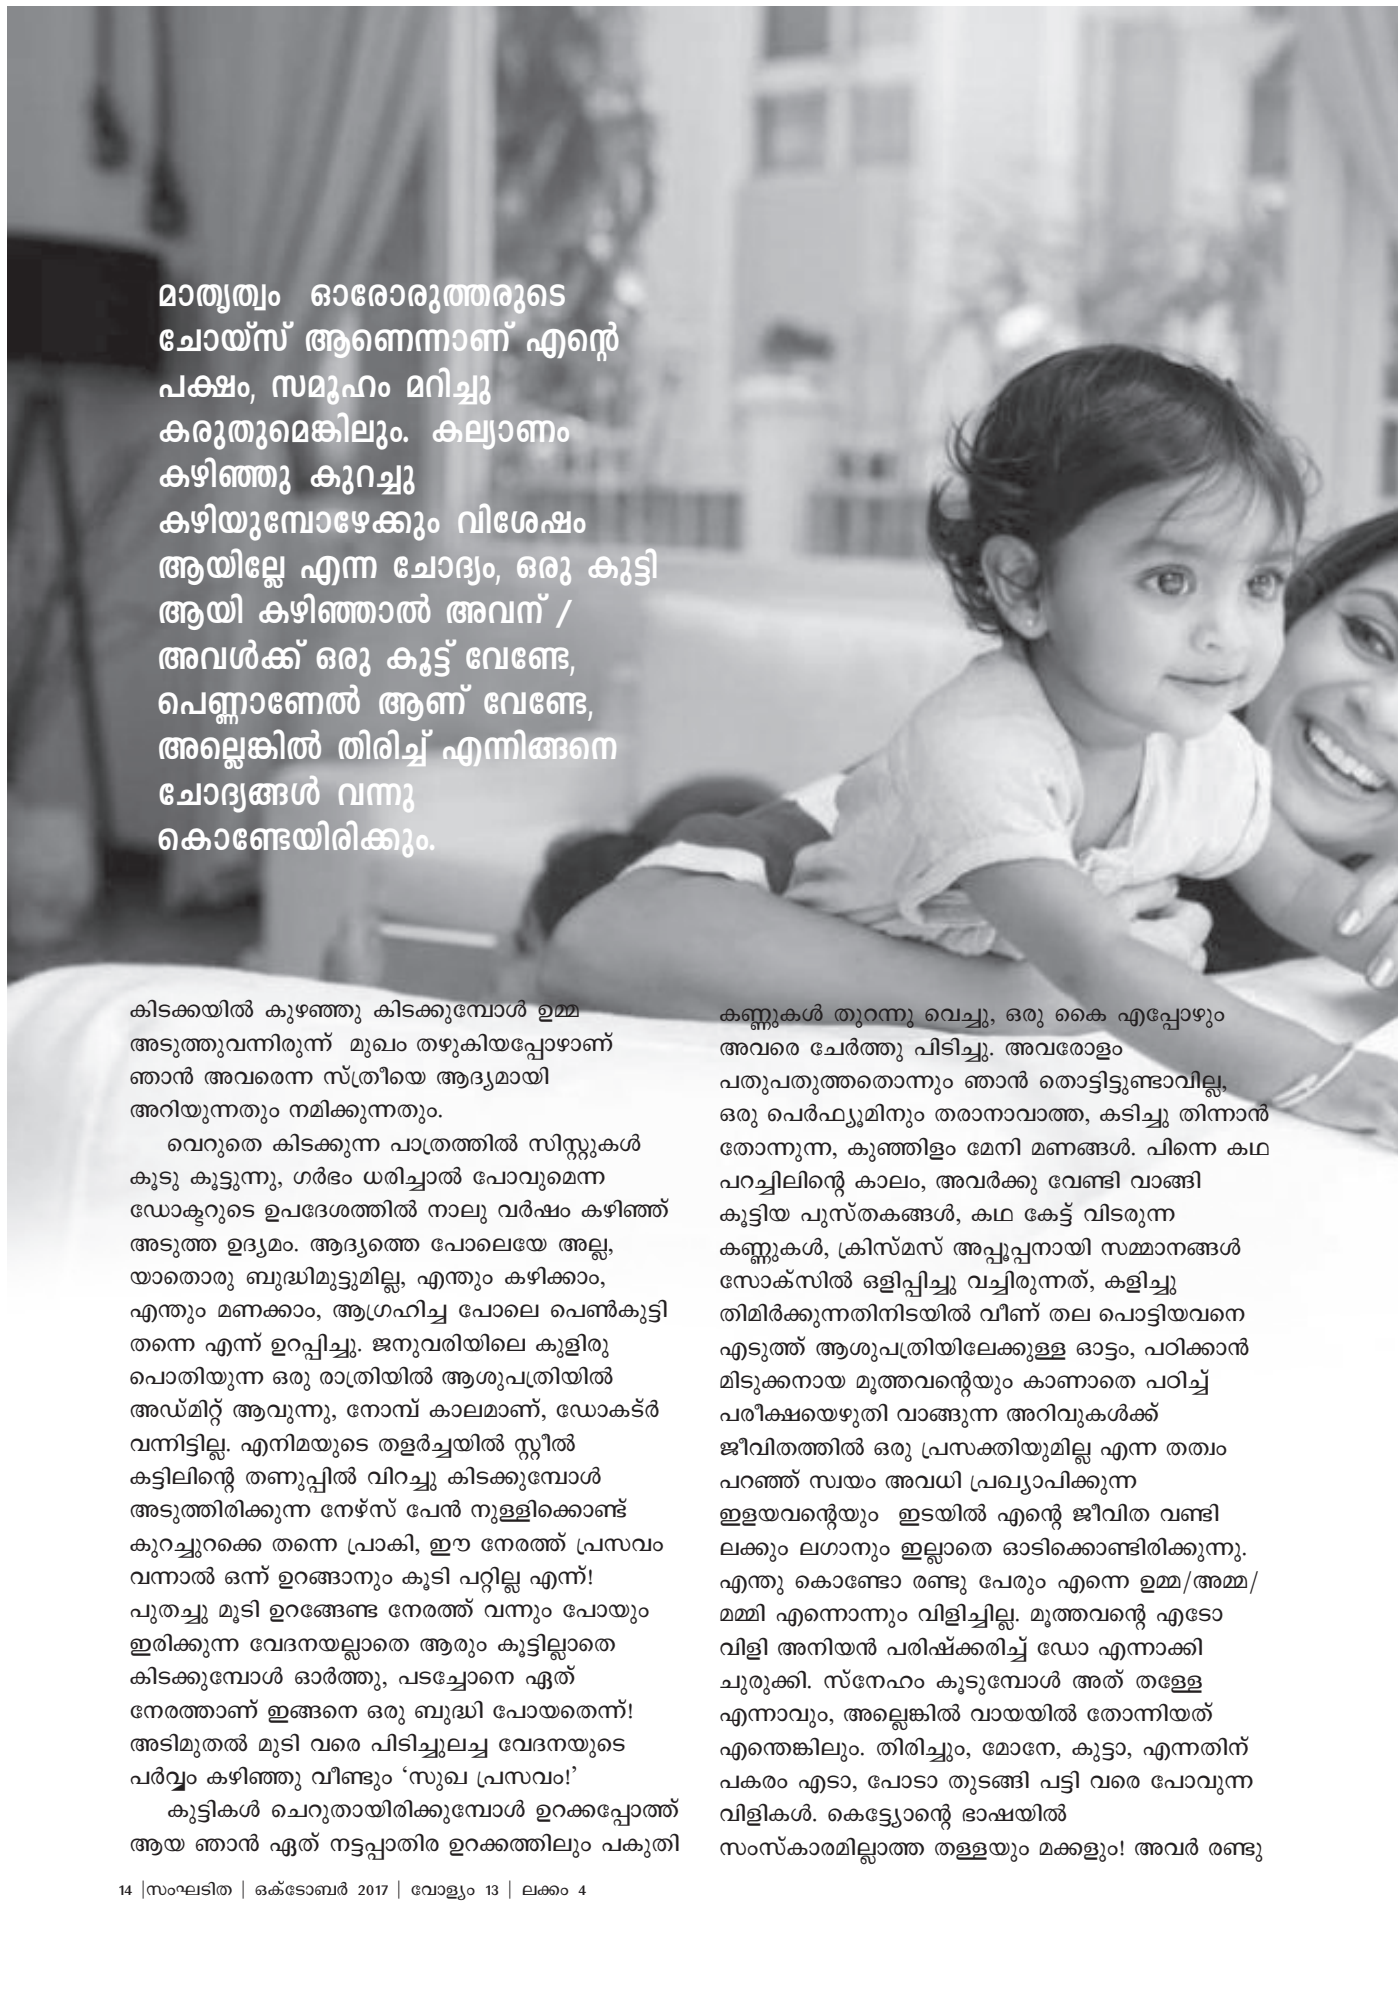 മാതൃത്വം ഓരോരുത്തരുടെ
ചോയ്സ് ആണെന്നാണ് എന്റെ
പക്ഷം, സമൂഹം മറിച്ചു
കരുതുമെങ്കിലും. കല്യാണം
കഴിഞ്ഞു കുറച്ചു
കഴിയുമ്പോഴേക്കും വിശേഷം
ആയില്ലേ എന്ന ചോദ്യം, ഒരു കുട്ടി
ആയി കഴിഞ്ഞാൽ അവന് /
അവൾക്ക് ഒരു കൂട്ട് വേണ്ടേ,
പെണ്ണാണേൽ ആണ് വേണ്ടേ,
അല്ലെങ്കിൽ തിരിച്ച് എന്നിങ്ങനെ
ചോദ്യങ്ങൾ വന്നു
കൊണ്ടേയിരിക്കും.
കിടക്കയിൽ കുഴഞ്ഞു കിടക്കുമ്പോൾ ഉമ്മ
അടുത്തുവന്നിരുന്ന് മുഖം തഴുകിയപ്പോഴാണ്
ഞാൻ അവരെന്ന സ്ത്രീയെ ആദ്യമായി
അറിയുന്നതും നമിക്കുന്നതും.
വെറുതെ കിടക്കുന്ന പാത്രത്തിൽ സിസ്റ്റുകൾ
കൂടു കൂട്ടുന്നു, ഗർഭം ധരിച്ചാൽ പോവുമെന്ന
ഡോക്ടറുടെ ഉപദേശത്തിൽ നാലു വർഷം കഴിഞ്ഞ്
അടുത്ത ഉദ്യമം. ആദ്യത്തെ പോലെയേ അല്ല,
യാതൊരു ബുദ്ധിമുട്ടുമില്ല, എന്തും കഴിക്കാം,
എന്തും മണക്കാം, ആഗ്രഹിച്ച പോലെ പെൺകുട്ടി
തന്നെ എന്ന് ഉറപ്പിച്ചു. ജനുവരിയിലെ കുളിരു
പൊതിയുന്ന ഒരു രാത്രിയിൽ ആശുപത്രിയിൽ
അഡ്മിറ്റ് ആവുന്നു, നോമ്പ് കാലമാണ്, ഡോകട്ർ
വന്നിട്ടില്ല. എനിമയുടെ തളർച്ചയിൽ സ്റ്റീൽ
കട്ടിലിന്റെ തണുപ്പിൽ വിറച്ചു കിടക്കുമ്പോൾ
അടുത്തിരിക്കുന്ന നേഴ്സ് പേൻ നുള്ളിക്കൊണ്ട്
കുറച്ചുറക്കെ തന്നെ പ്രാകി, ഈ നേരത്ത് പ്രസവം
വന്നാൽ ഒന്ന് ഉറങ്ങാനും കൂടി പറ്റില്ല എന്ന്!
പുതച്ചു മൂടി ഉറങ്ങേണ്ട നേരത്ത് വന്നും പോയും
ഇരിക്കുന്ന വേദനയല്ലാതെ ആരും കൂട്ടില്ലാതെ
കിടക്കുമ്പോൾ ഓർത്തു, പടച്ചോനെ ഏത്
നേരത്താണ് ഇങ്ങനെ ഒരു ബുദ്ധി പോയതെന്ന്!
അടിമുതൽ മുടി വരെ പിടിച്ചുലച്ച വേദനയുടെ
പർവ്വം കഴിഞ്ഞു വീണ്ടും ‘സുഖ പ്രസവം!’
കുട്ടികൾ ചെറുതായിരിക്കുമ്പോൾ ഉറക്കപ്പോത്ത്
ആയ ഞാൻ ഏത് നട്ടപ്പാതിര ഉറക്കത്തിലും പകുതി
കണ്ണുകൾ തുറന്നു വെച്ചു, ഒരു കൈ എപ്പോഴും
അവരെ ചേർത്തു പിടിച്ചു. അവരോളം
പതുപതുത്തതൊന്നും ഞാൻ തൊട്ടിട്ടുണ്ടാവില്ല,
ഒരു പെർഫ്യൂമിനും തരാനാവാത്ത, കടിച്ചു തിന്നാൻ
തോന്നുന്ന, കുഞ്ഞിളം മേനി മണങ്ങൾ. പിന്നെ കഥ
പറച്ചിലിന്റെ കാലം, അവർക്കു വേണ്ടി വാങ്ങി
കൂട്ടിയ പുസ്തകങ്ങൾ, കഥ കേട്ട് വിടരുന്ന
കണ്ണുകൾ, ക്രിസ്മസ് അപ്പൂപ്പനായി സമ്മാനങ്ങൾ
സോക്സിൽ ഒളിപ്പിച്ചു വച്ചിരുന്നത്, കളിച്ചു
തിമിർക്കുന്നതിനിടയിൽ വീണ് തല പൊട്ടിയവനെ
എടുത്ത് ആശുപത്രിയിലേക്കുള്ള ഓട്ടം, പഠിക്കാൻ
മിടുക്കനായ മൂത്തവന്റെയും കാണാതെ പഠിച്ച്
പരീക്ഷയെഴുതി വാങ്ങുന്ന അറിവുകൾക്ക്
ജീവിതത്തിൽ ഒരു പ്രസക്തിയുമില്ല എന്ന തത്വം
പറഞ്ഞ് സ്വയം അവധി പ്രഖ്യാപിക്കുന്ന
ഇളയവന്റെയും ഇടയിൽ എന്റെ ജീവിത വണ്ടി
ലക്കും ലഗാനും ഇല്ലാതെ ഓടിക്കൊണ്ടിരിക്കുന്നു.
എന്തു കൊണ്ടോ രണ്ടു പേരും എന്നെ ഉമ്മ/അമ്മ/
മമ്മി എന്നൊന്നും വിളിച്ചില്ല. മൂത്തവന്റെ എടോ
വിളി അനിയൻ പരിഷ്ക്കരിച്ച് ഡോ എന്നാക്കി
ചുരുക്കി. സ്നേഹം കൂടുമ്പോൾ അത് തള്ളേ
എന്നാവും, അല്ലെങ്കിൽ വായയിൽ തോന്നിയത്
എന്തെങ്കിലും. തിരിച്ചും, മോനേ, കുട്ടാ, എന്നതിന്
പകരം എടാ, പോടാ തുടങ്ങി പട്ടി വരെ പോവുന്ന
വിളികൾ. കെട്ട്യോന്റെ ഭാഷയിൽ
സംസ്കാരമില്ലാത്ത തള്ളയും മക്കളും! അവർ രണ്ടു
14 |സംഘടിത | ഒക്ടോബർ 2017 | വോള്യം 13 | ലക്കം 4